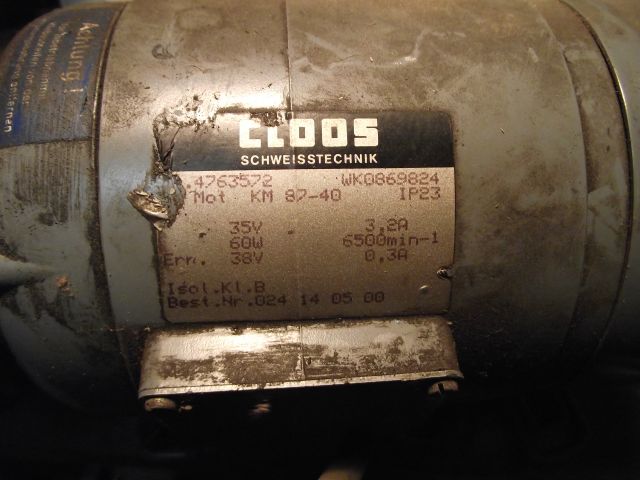 Achtung!
entfernen
CLOOS
SCHWEISSTECHNIK
.4763572 WK0869824
Mot KM 87-40 IP23
35V 3,2A
60W 6500min-1
Err. 38V 0,3A
Isol.Kl.B
Best.Nr.024 14 05 00